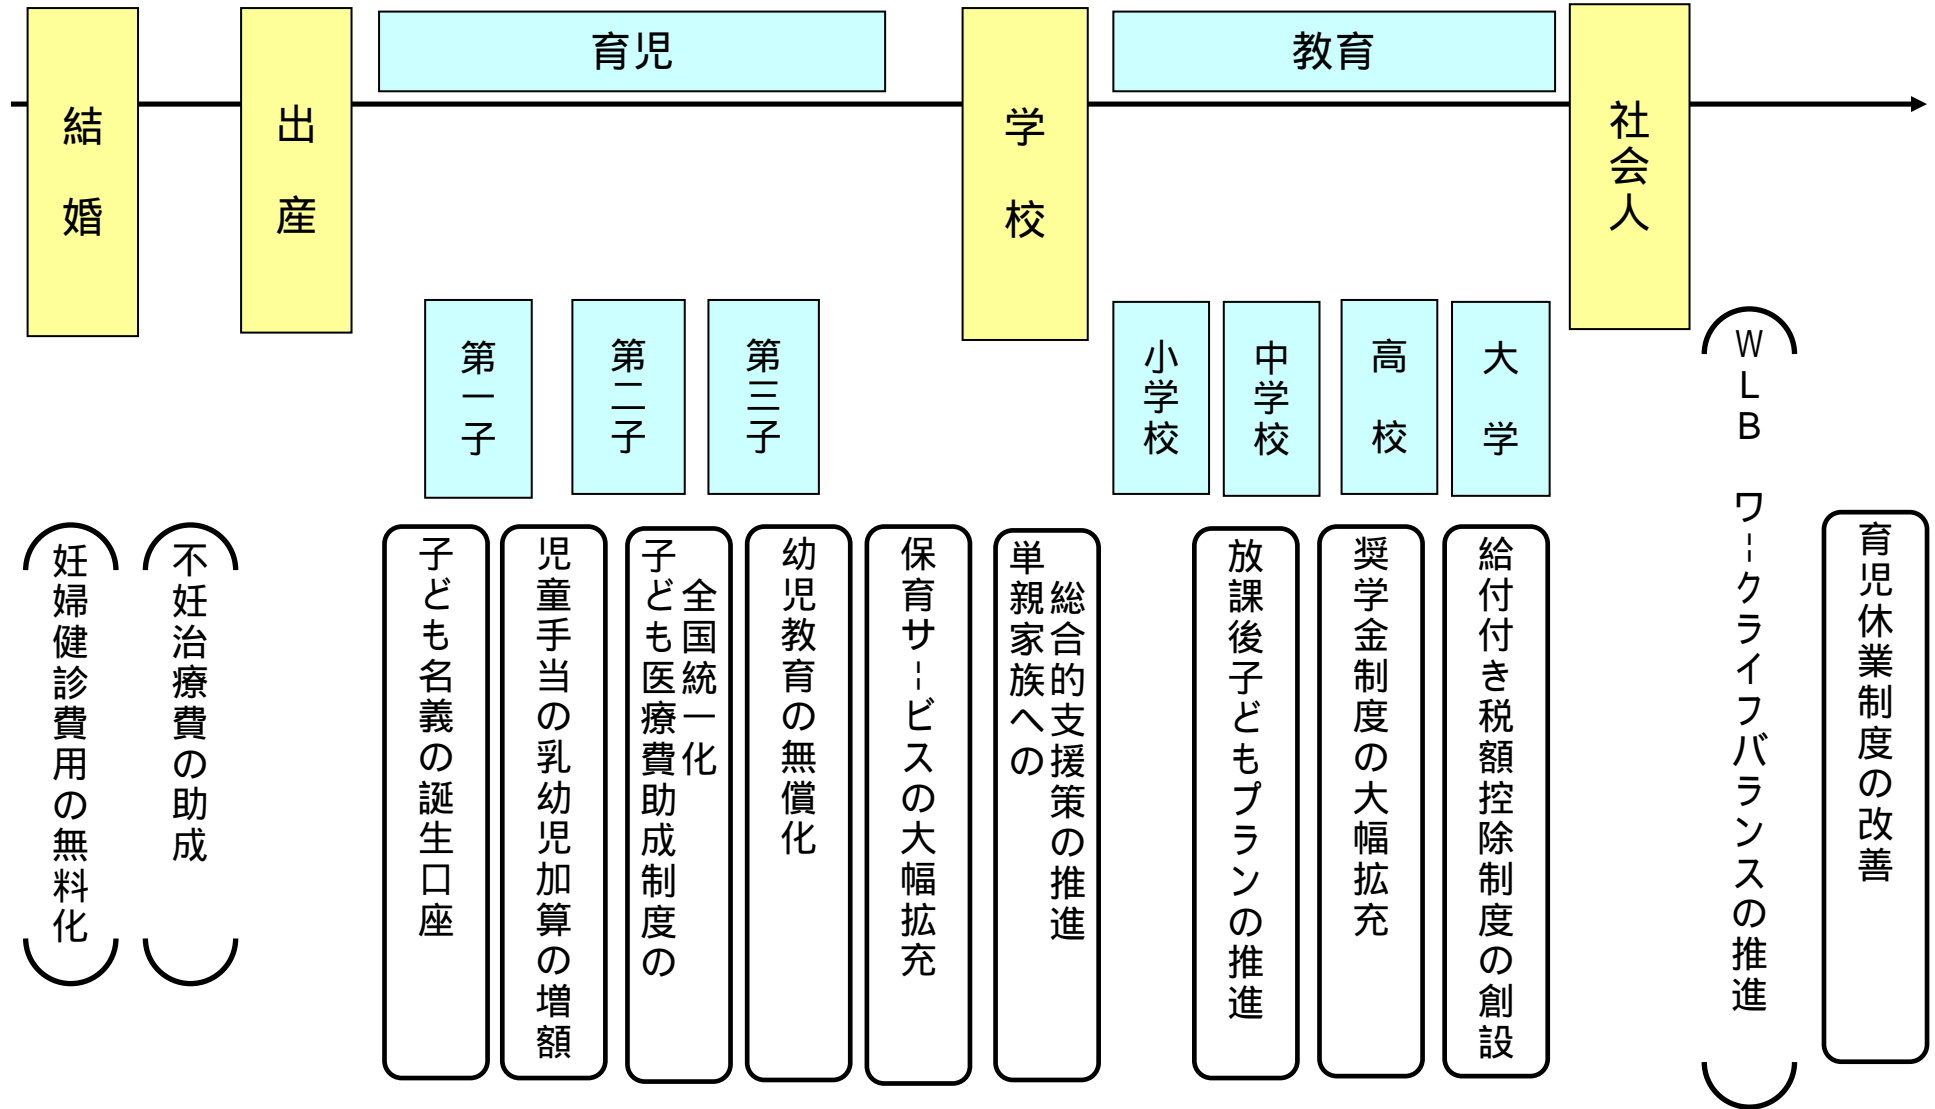 結婚
出産
育児
学校
教育
社会人
第一子
第二子
第三子
小学校
中学校
高校
大学
妊婦健診費用の無料化
不妊治療費の助成
子ども名義の誕生口座
児童手当の乳幼児加算の増額
子ども医療費助成制度の
全国統一化
幼児教育の無償化
保育サービスの大幅拡充
単親家族への
総合的支援策の推進
放課後子どもプランの推進
奨学金制度の大幅拡充
給付付き税額控除制度の創設
WLB ワークライフバランスの推進
育児休業制度の改善